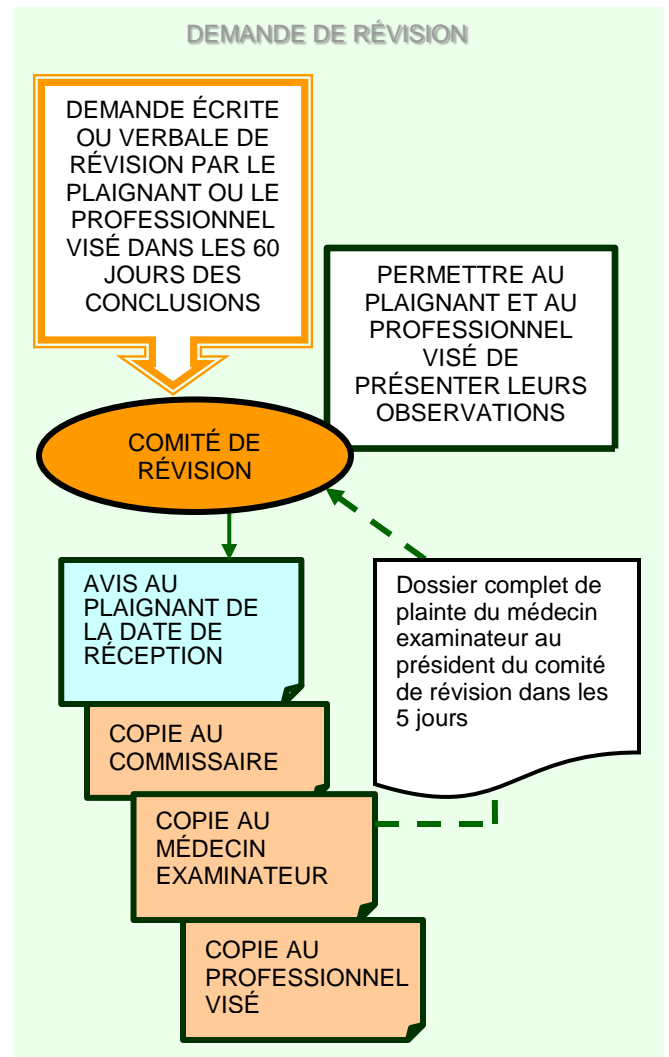 DEMANDE DE RÉVISION
DEMANDE ÉCRITE
OU VERBALE DE
RÉVISION PAR LE
PLAIGNANT OU LE
PROFESSIONNEL
VISÉ DANS LES 60
JOURS DES
CONCLUSIONS
PERMETTRE AU
PLAIGNANT ET AU
PROFESSIONNEL
VISÉ DE
PRÉSENTER LEURS
OBSERVATIONS
COMITÉ DE
RÉVISION
AVIS AU
PLAIGNANT DE
LA DATE DE
RÉCEPTION
Dossier complet de
plainte du médecin
examinateur au
président du comité
de révision dans les
5 jours
COPIE AU
COMMISSAIRE
COPIE AU
MÉDECIN
EXAMINATEUR
COPIE AU
PROFESSIONNEL
VISÉ